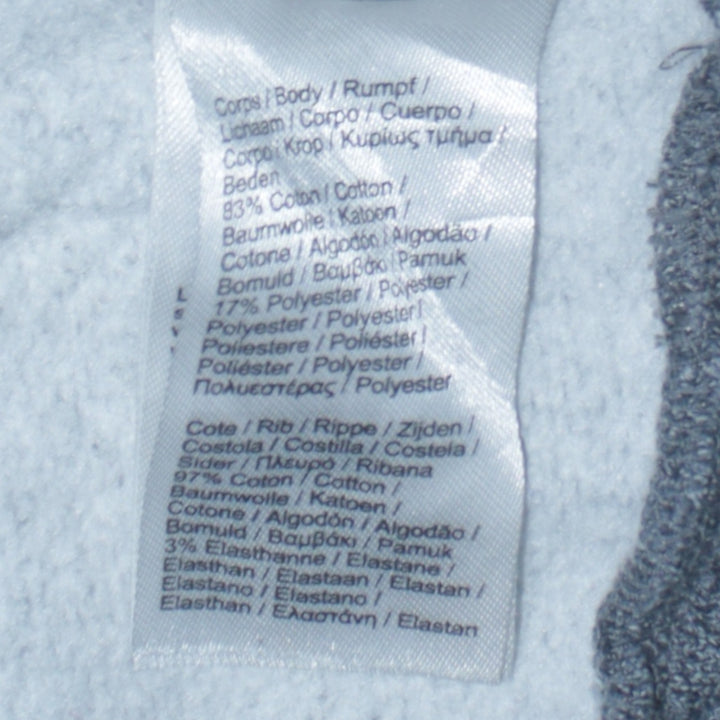 Corps / Body / Rumpf /
Lichaam / Corpo / Cuerpo /
Corpo / Krop / Κυρίως τμήμα /
Beden
83% Coton / Cotton /
Baumwolle / Katoen /
Cotone / Algodón / Algodão /
Bomuld / Βαμβάκι / Pamuk
17% Polyester / Polyester /
Polyester / Polyester /
Poliestere / Poliéster /
Poliéster / Polyester /
Πολυεστέρας / Polyester
Cote / Rib / Rippe / Zijden /
Costola / Costilla / Costela /
Sider / Πλευρό / Ribana
97% Coton / Cotton /
Baumwolle / Katoen /
Cotone / Algodón / Algodão /
Bomuld / Βαμβάκι / Pamuk
3% Elasthanne / Elastane /
Elasthan / Elastaan / Elastan /
Elastano / Elastano /
Elasthan / Ελαστάνη / Elastan